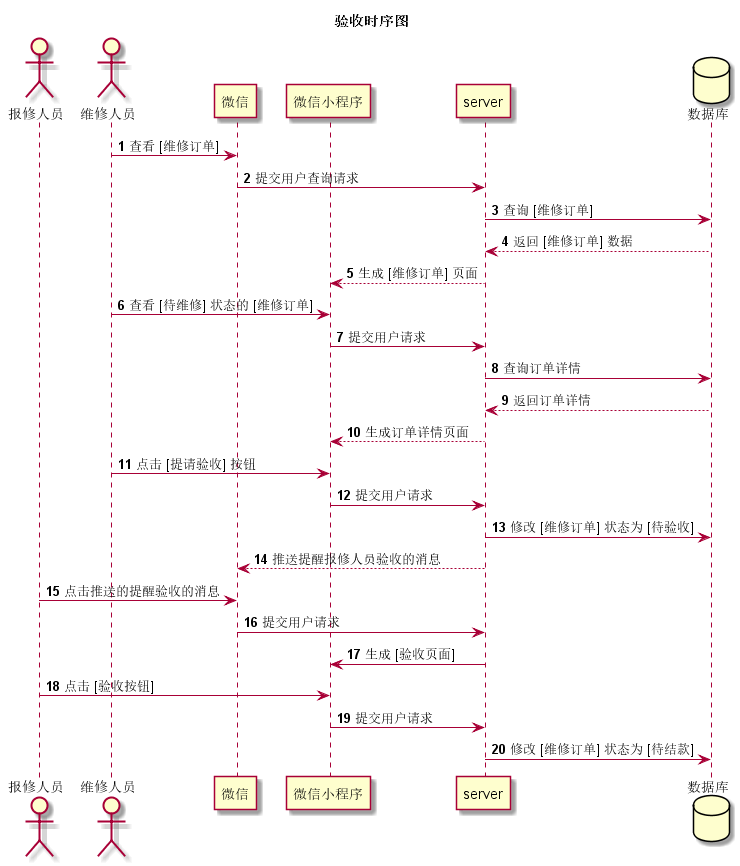 验收时序图
报修人员 维修人员 微信 微信小程序 server 数据库
1 查看 [维修订单]
2 提交用户查询请求
3 查询 [维修订单]
4 返回 [维修订单] 数据
5 生成 [维修订单] 页面
6 查看 [待维修] 状态的 [维修订单]
7 提交用户请求
8 查询订单详情
9 返回订单详情
10 生成订单详情页面
11 点击 [提请验收] 按钮
12 提交用户请求
13 修改 [维修订单] 状态为 [待验收]
14 推送提醒报修人员验收的消息
15 点击推送的提醒验收的消息
16 提交用户请求
17 生成 [验收页面]
18 点击 [验收按钮]
19 提交用户请求
20 修改 [维修订单] 状态为 [待结款]
报修人员 维修人员 微信 微信小程序 server 数据库